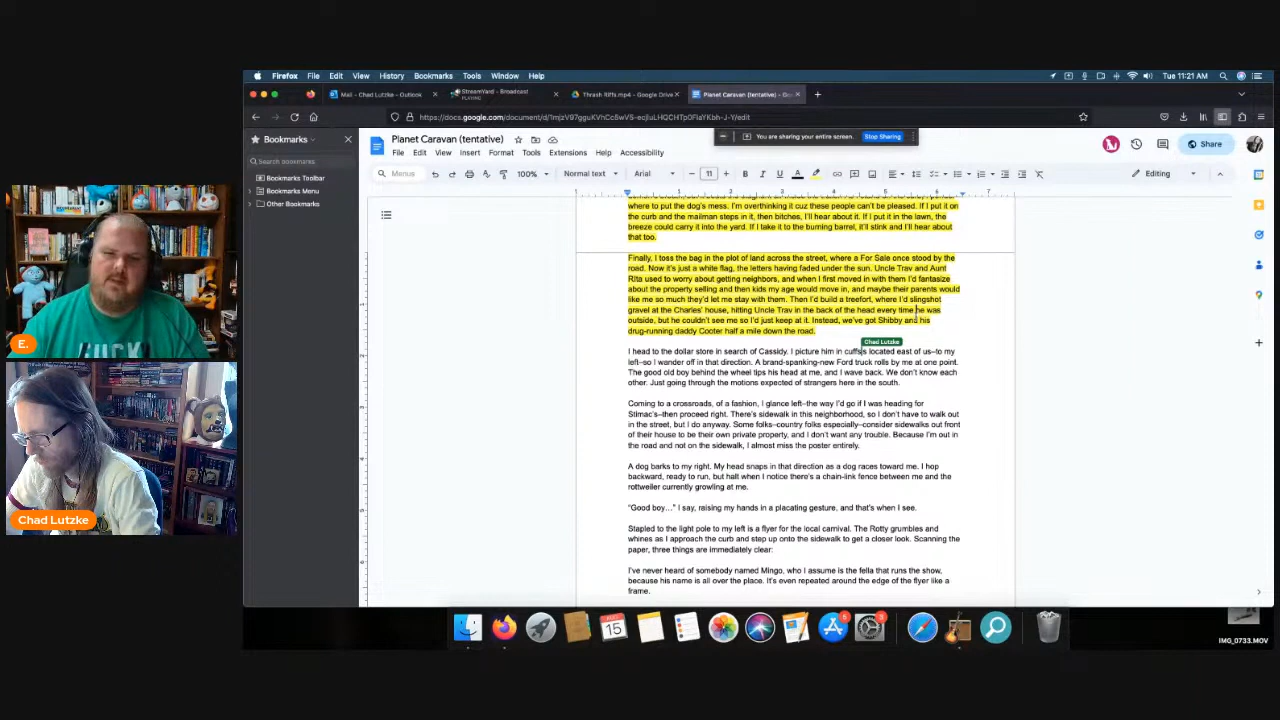 Firefox File Edit View History Bookmarks Tools Window Help
Tue 11:21 AM
Mail - Chad Lutzke - Outlook
StreamYard - Broadcast
PLAYING
Thrash Riffs.mp4 - Google Drive
Planet Caravan (tentative) - Go
Bookmarks
Search bookmarks
Bookmarks Toolbar
Bookmarks Menu
Other Bookmarks
Planet Caravan (tentative)
You are sharing your entire screen.
Stop Sharing
File Edit View Insert Format Tools Extensions Help Accessibility
Share
Menus
100%
Normal text
Arial
11
Editing
where to put the dog's mess. I'm overthinking it cuz these people can't be pleased. If I put it on
the curb and the mailman steps in it, then bitches, I'll hear about it. If I put it in the lawn, the
breeze could carry it into the yard. If I take it to the burning barrel, it'll stink and I'll hear about
that too.
Finally, I toss the bag in the plot of land across the street, where a For Sale once stood by the
road. Now it's just a white flag, the letters having faded under the sun. Uncle Trav and Aunt
Rita used to worry about getting neighbors, and when I first moved in with them I'd fantasize
about the property selling and then kids my age would move in, and maybe their parents would
like me so much they'd let me stay with them. Then I'd build a treefort, where I'd slingshot
gravel at the Charles' house, hitting Uncle Trav in the back of the head every time he was
outside, but he couldn't see me so I'd just keep at it. Instead, we've got Shibby and his
drug-running daddy Cooter half a mile down the road.
Chad Lutzke
I head to the dollar store in search of Cassidy. I picture him in cuffs is located east of us–to my
left–so I wander off in that direction. A brand-spanking-new Ford truck rolls by me at one point.
The good old boy behind the wheel tips his head at me, and I wave back. We don't know each
other. Just going through the motions expected of strangers here in the south.
Coming to a crossroads, of a fashion, I glance left–the way I'd go if I was heading for
Stimac's–then proceed right. There's sidewalk in this neighborhood, so I don't have to walk out
in the street, but I do anyway. Some folks–country folks especially–consider sidewalks out front
of their house to be their own private property, and I don't want any trouble. Because I'm out in
the road and not on the sidewalk, I almost miss the poster entirely.
A dog barks to my right. My head snaps in that direction as a dog races toward me. I hop
backward, ready to run, but halt when I notice there's a chain-link fence between me and the
rottweiler currently growling at me.
"Good boy…" I say, raising my hands in a placating gesture, and that's when I see.
Stapled to the light pole to my left is a flyer for the local carnival. The Rotty grumbles and
whines as I approach the curb and step up onto the sidewalk to get a closer look. Scanning the
paper, three things are immediately clear:
I've never heard of somebody named Mingo, who I assume is the fella that runs the show,
because his name is all over the place. It's even repeated around the edge of the flyer like a
frame.
E.
Chad Lutzke
15
IMG_0733.MOV